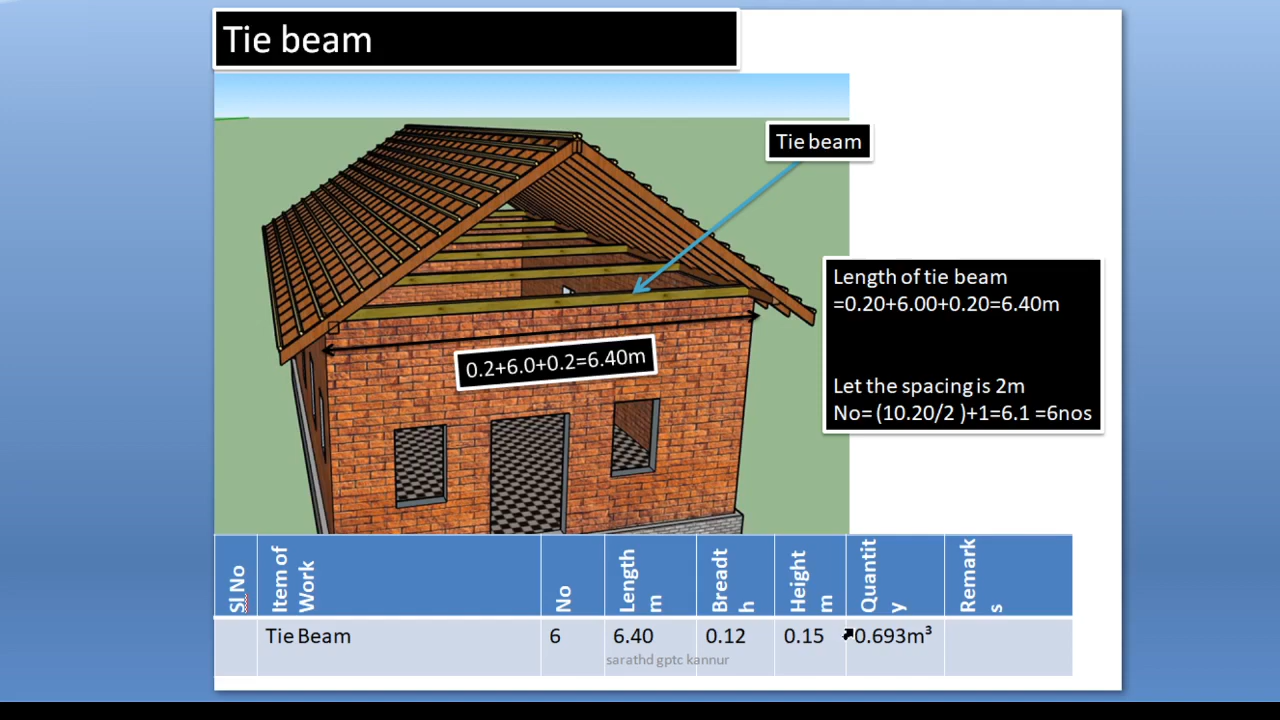 Tie beam
Tie beam
Length of tie beam
=0.20+6.00+0.20=6.40m
Let the spacing is 2m
No= (10.20/2 )+1=6.1 =6nos
0.2+6.0+0.2=6.40m
Sl No
Item of
Work
No
Length
m
Breadt
h
Height
m
Quantit
y
Remark
s
Tie Beam 6 6.40 0.12 0.15 0.693m³
sarathd gptc kannur